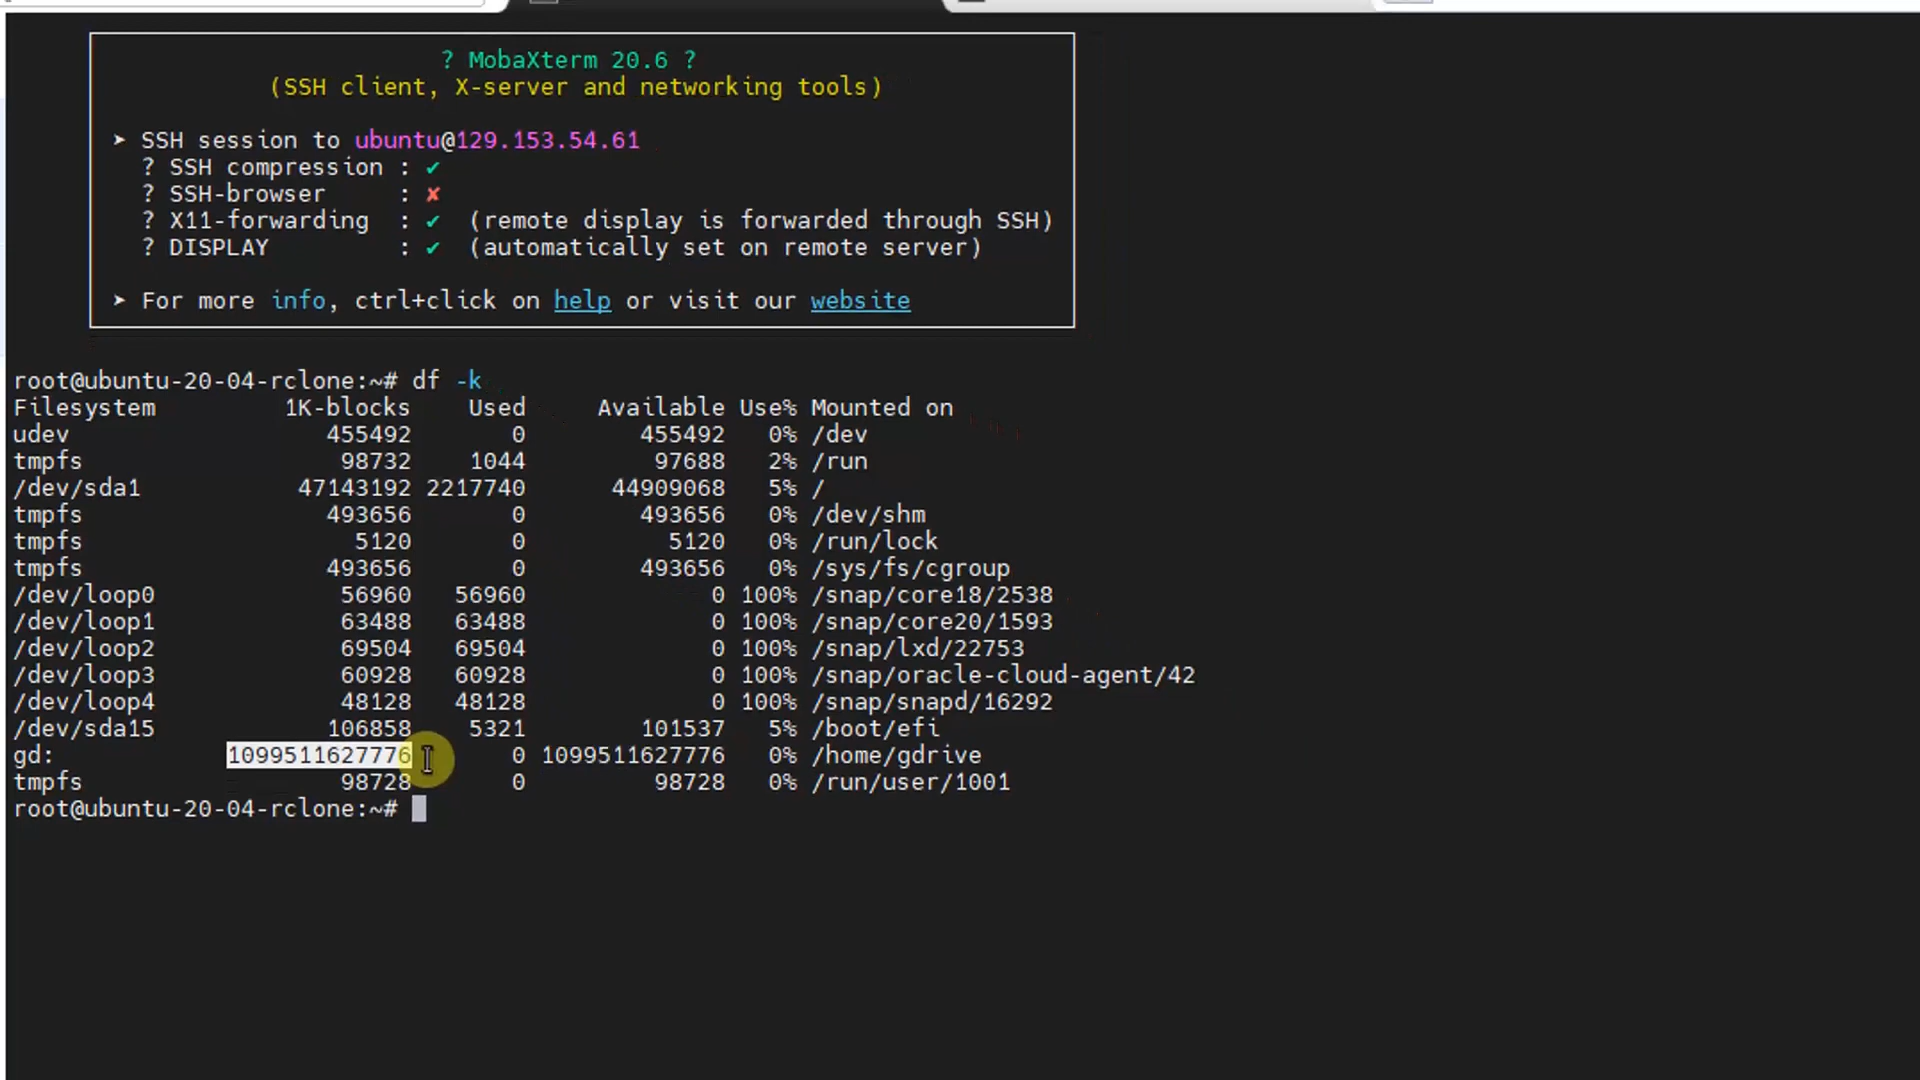 ? MobaXterm 20.6 ?
(SSH client, X-server and networking tools)
➤ SSH session to ubuntu@129.153.54.61
? SSH compression : ✔
? SSH-browser     : ✘
? X11-forwarding  : ✔  (remote display is forwarded through SSH)
? DISPLAY         : ✔  (automatically set on remote server)
➤ For more info, ctrl+click on help or visit our website
root@ubuntu-20-04-rclone:~# df -k
Filesystem         1K-blocks    Used     Available Use% Mounted on
udev                  455492       0        455492   0% /dev
tmpfs                  98732    1044         97688   2% /run
/dev/sda1           47143192 2217740      44909068   5% /
tmpfs                 493656       0        493656   0% /dev/shm
tmpfs                   5120       0          5120   0% /run/lock
tmpfs                 493656       0        493656   0% /sys/fs/cgroup
/dev/loop0             56960   56960             0 100% /snap/core18/2538
/dev/loop1             63488   63488             0 100% /snap/core20/1593
/dev/loop2             69504   69504             0 100% /snap/lxd/22753
/dev/loop3             60928   60928             0 100% /snap/oracle-cloud-agent/42
/dev/loop4             48128   48128             0 100% /snap/snapd/16292
/dev/sda15            106858    5321        101537   5% /boot/efi
gd:            1099511627776       0 1099511627776   0% /home/gdrive
tmpfs                  98728       0         98728   0% /run/user/1001
root@ubuntu-20-04-rclone:~#